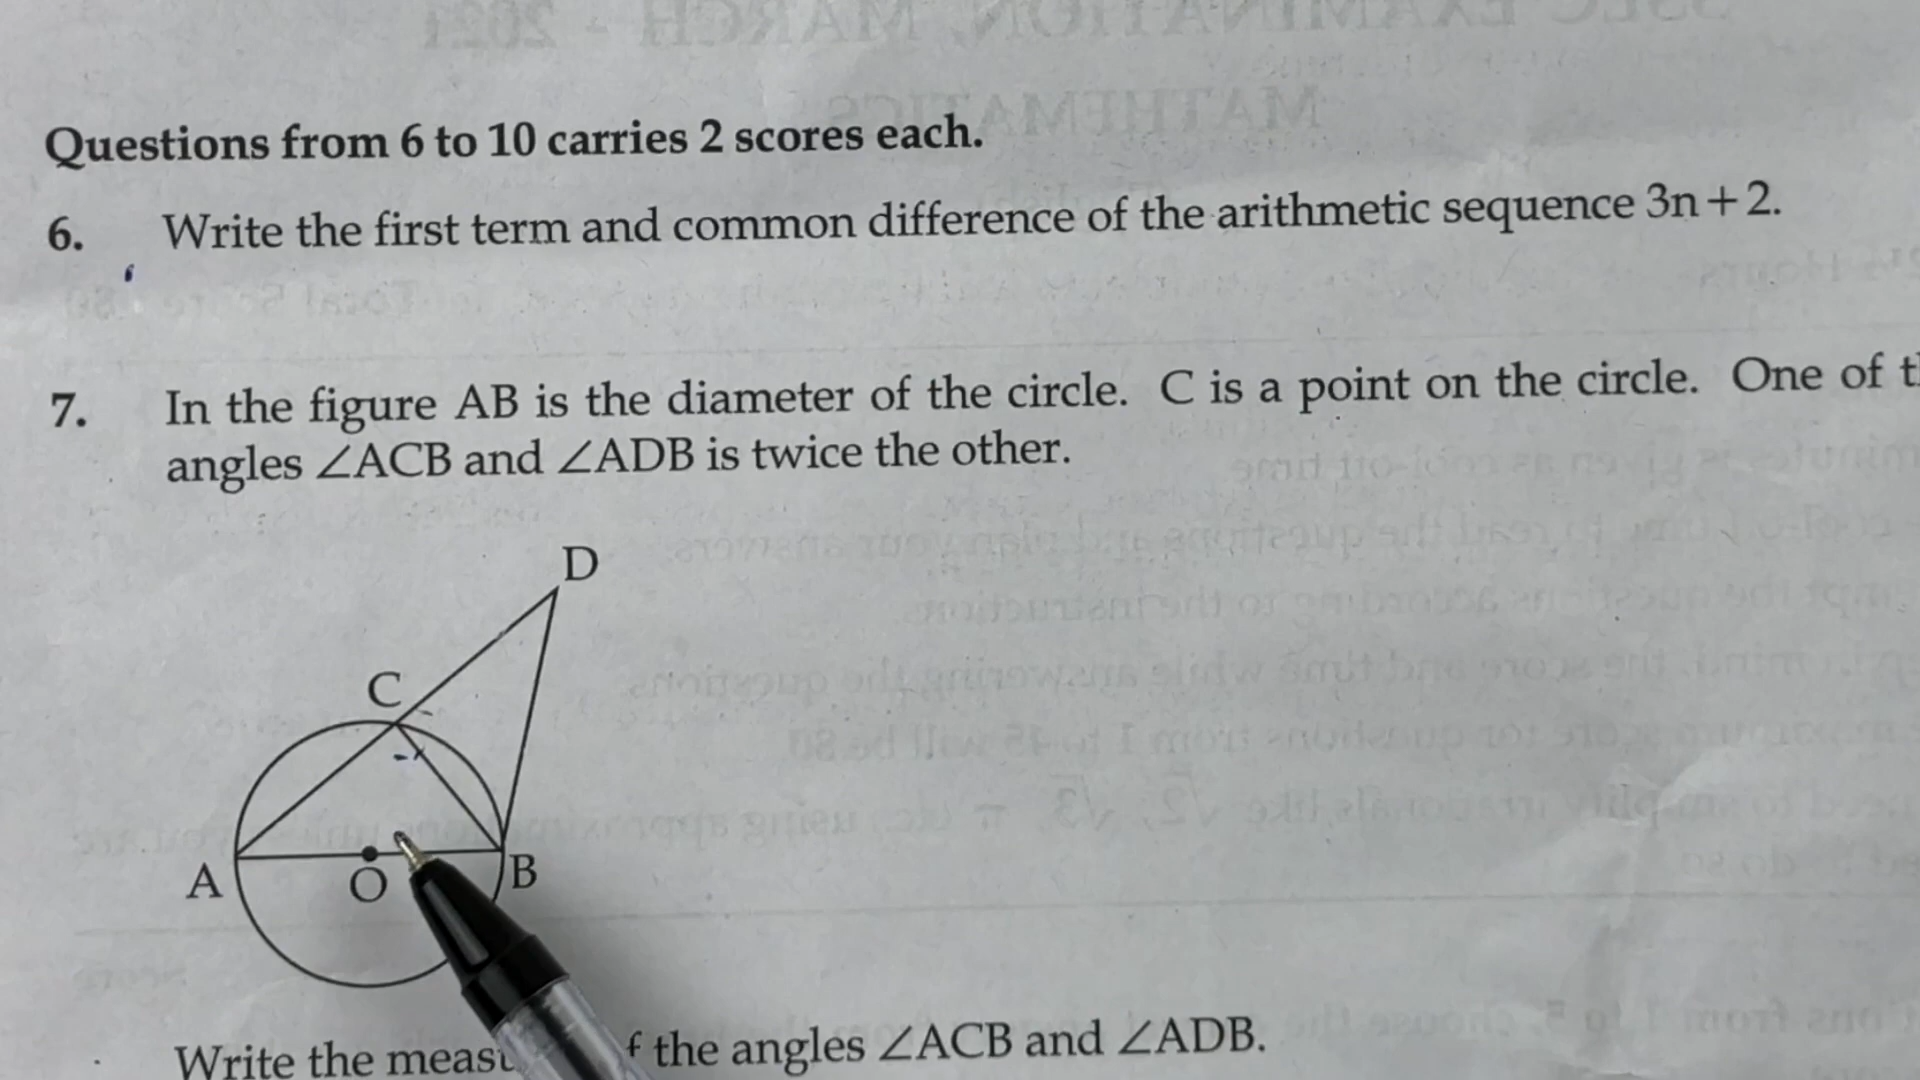 Questions from 6 to 10 carries 2 scores each.
6. Write the first term and common difference of the arithmetic sequence 3n + 2.
7. In the figure AB is the diameter of the circle. C is a point on the circle. One of
angles ∠ACB and ∠ADB is twice the other.
D
C
A
O
B
Write the the angles ∠ACB and ∠ADB.